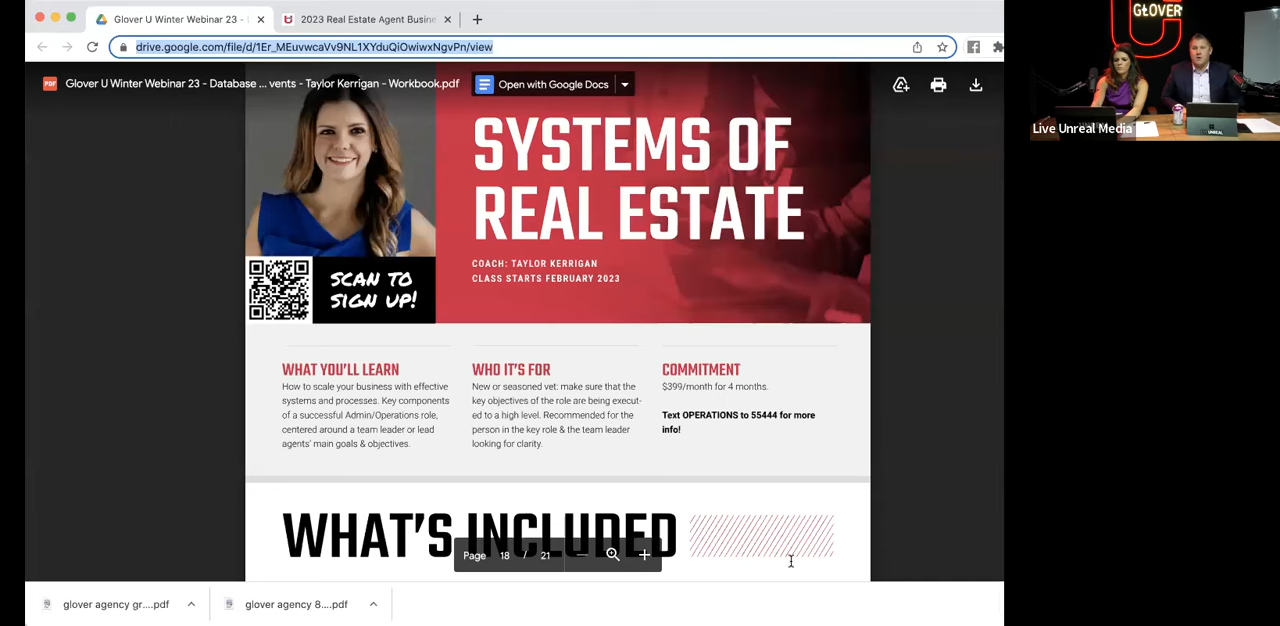 Glover U Winter Webinar 23 -
2023 Real Estate Agent Busine
drive.google.com/file/d/1Er_MEuvwcaVv9NL1XYduQiOwiwxNgvPn/view
PDF
Glover U Winter Webinar 23 - Database ... vents - Taylor Kerrigan - Workbook.pdf
Open with Google Docs
SYSTEMS OF
REAL ESTATE
COACH: TAYLOR KERRIGAN
CLASS STARTS FEBRUARY 2023
SCAN TO
SIGN UP!
WHAT YOU'LL LEARN
How to scale your business with effective
systems and processes. Key components
of a successful Admin/Operations role,
centered around a team leader or lead
agents' main goals & objectives.
WHO IT'S FOR
New or seasoned vet: make sure that the
key objectives of the role are being execut-
ed to a high level. Recommended for the
person in the key role & the team leader
looking for clarity.
COMMITMENT
$399/month for 4 months.
Text OPERATIONS to 55444 for more
info!
WHAT'S INCLUDED
Page 18 / 21
glover agency gr....pdf
glover agency 8....pdf
GLOVER
U
Live Unreal Media
UNREAL